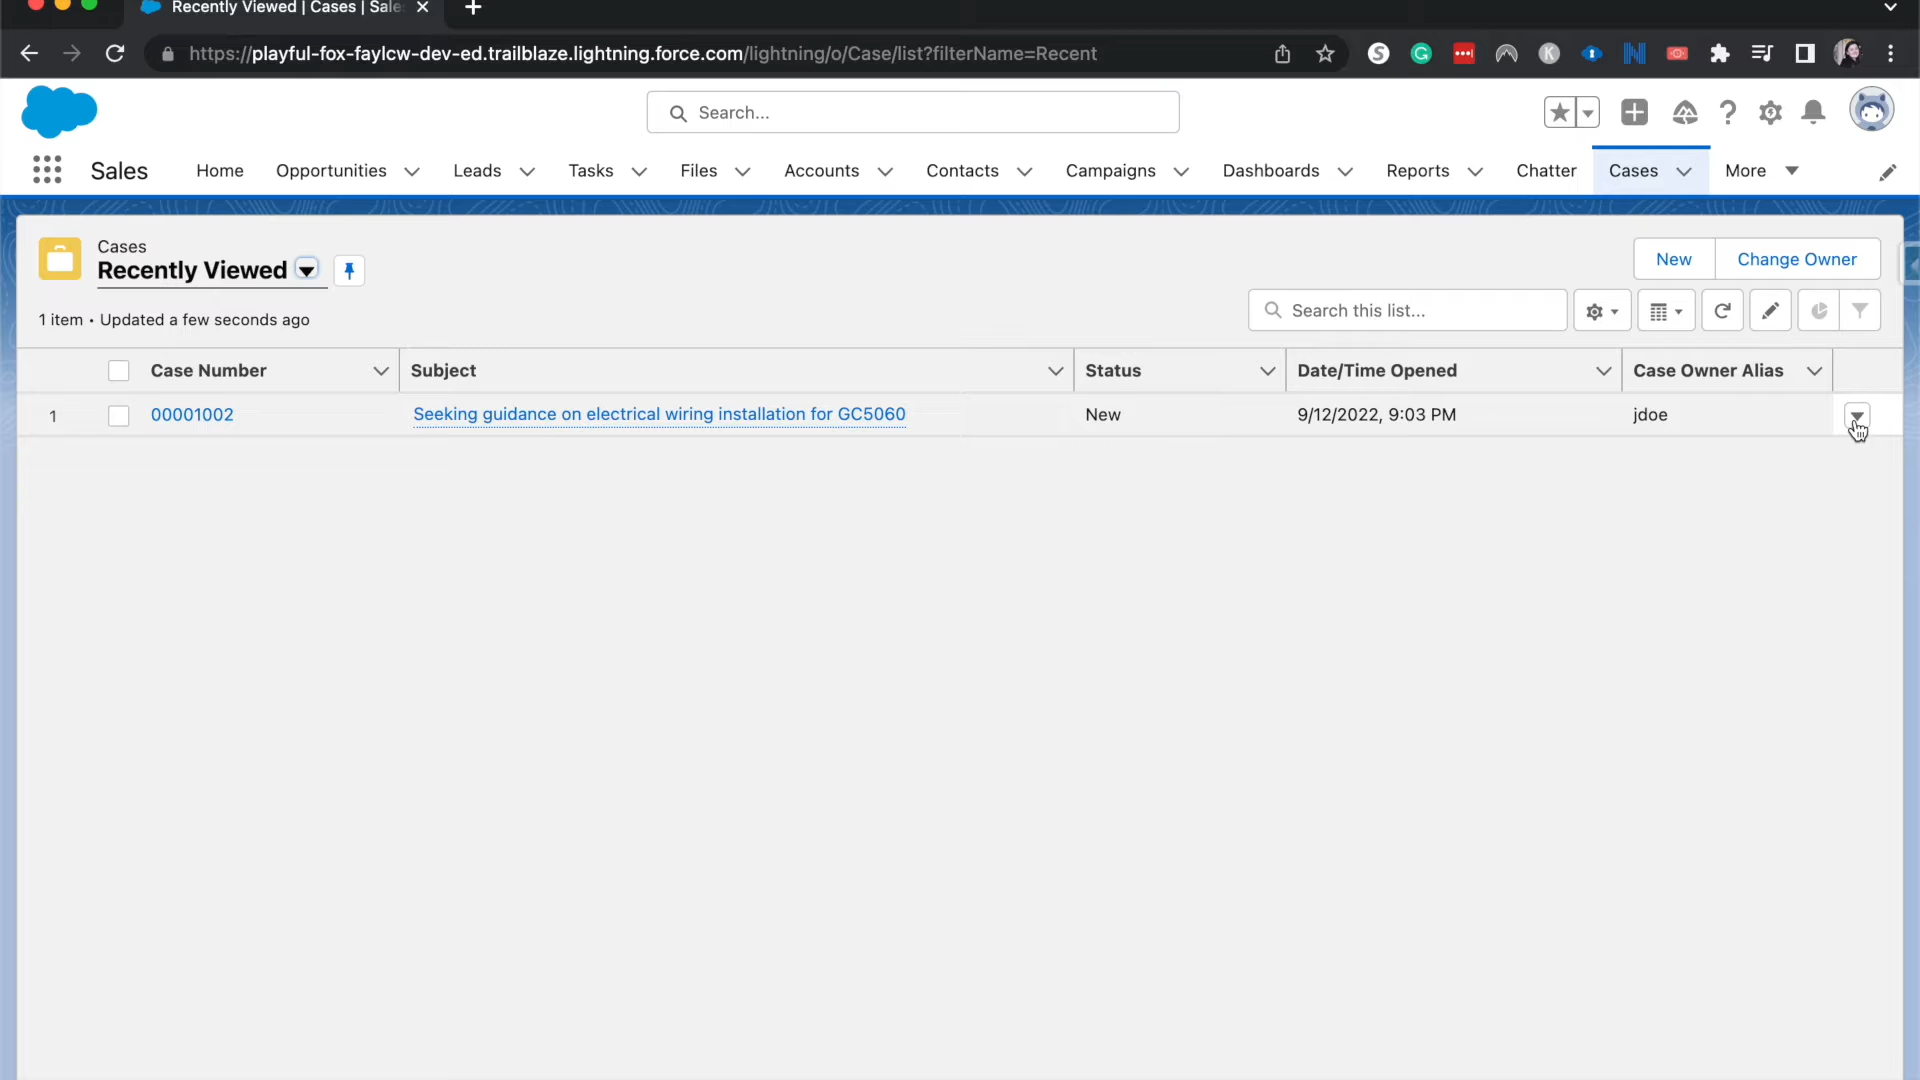 Recently Viewed | Cases | Sale
https://playful-fox-faylcw-dev-ed.trailblaze.lightning.force.com/lightning/o/Case/list?filterName=Recent
Search...
Sales Home Opportunities Leads Tasks Files Accounts Contacts Campaigns Dashboards Reports Chatter Cases More
Cases
Recently Viewed
New Change Owner
1 item • Updated a few seconds ago
Search this list...
Case Number Subject Status Date/Time Opened Case Owner Alias
1 00001002 Seeking guidance on electrical wiring installation for GC5060 New 9/12/2022, 9:03 PM jdoe